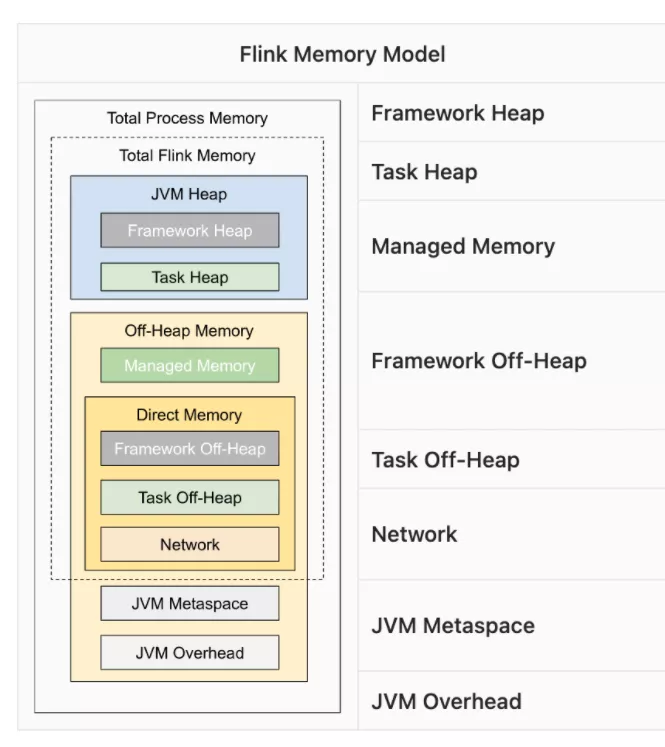 Flink Memory Model
Total Process Memory
Total Flink Memory
JVM Heap
Framework Heap
Task Heap
Off-Heap Memory
Managed Memory
Direct Memory
Framework Off-Heap
Task Off-Heap
Network
JVM Metaspace
JVM Overhead
Framework Heap
Task Heap
Managed Memory
Framework Off-Heap
Task Off-Heap
Network
JVM Metaspace
JVM Overhead